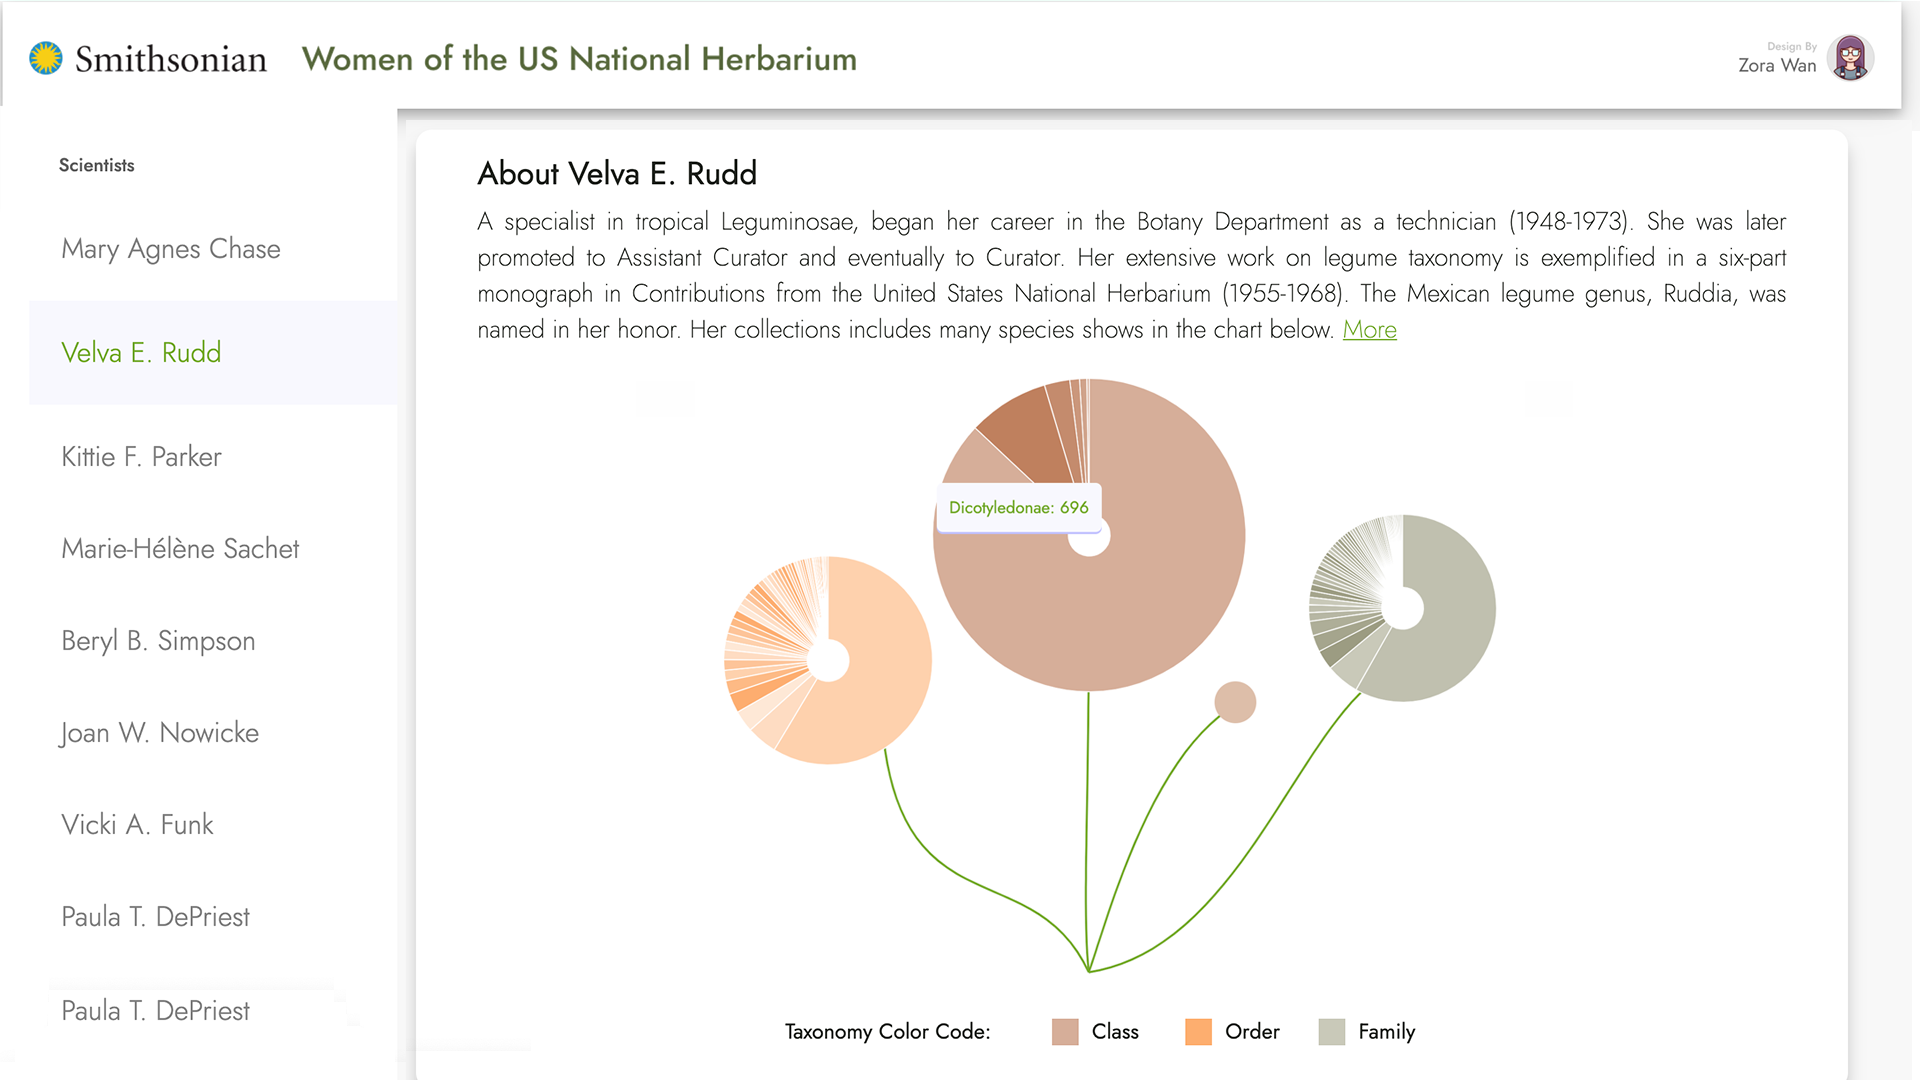 Smithsonian
Women of the US National Herbarium
Design By
Zora Wan
Scientists
Mary Agnes Chase
Velva E. Rudd
Kittie F. Parker
Marie-Hélène Sachet
Beryl B. Simpson
Joan W. Nowicke
Vicki A. Funk
Paula T. DePriest
Paula T. DePriest
About Velva E. Rudd
A specialist in tropical Leguminosae, began her career in the Botany Department as a technician (1948-1973). She was later
promoted to Assistant Curator and eventually to Curator. Her extensive work on legume taxonomy is exemplified in a six-part
monograph in Contributions from the United States National Herbarium (1955-1968). The Mexican legume genus, Ruddia, was
named in her honor. Her collections includes many species shows in the chart below. More
Dicotyledonae: 696
Taxonomy Color Code:
Class
Order
Family